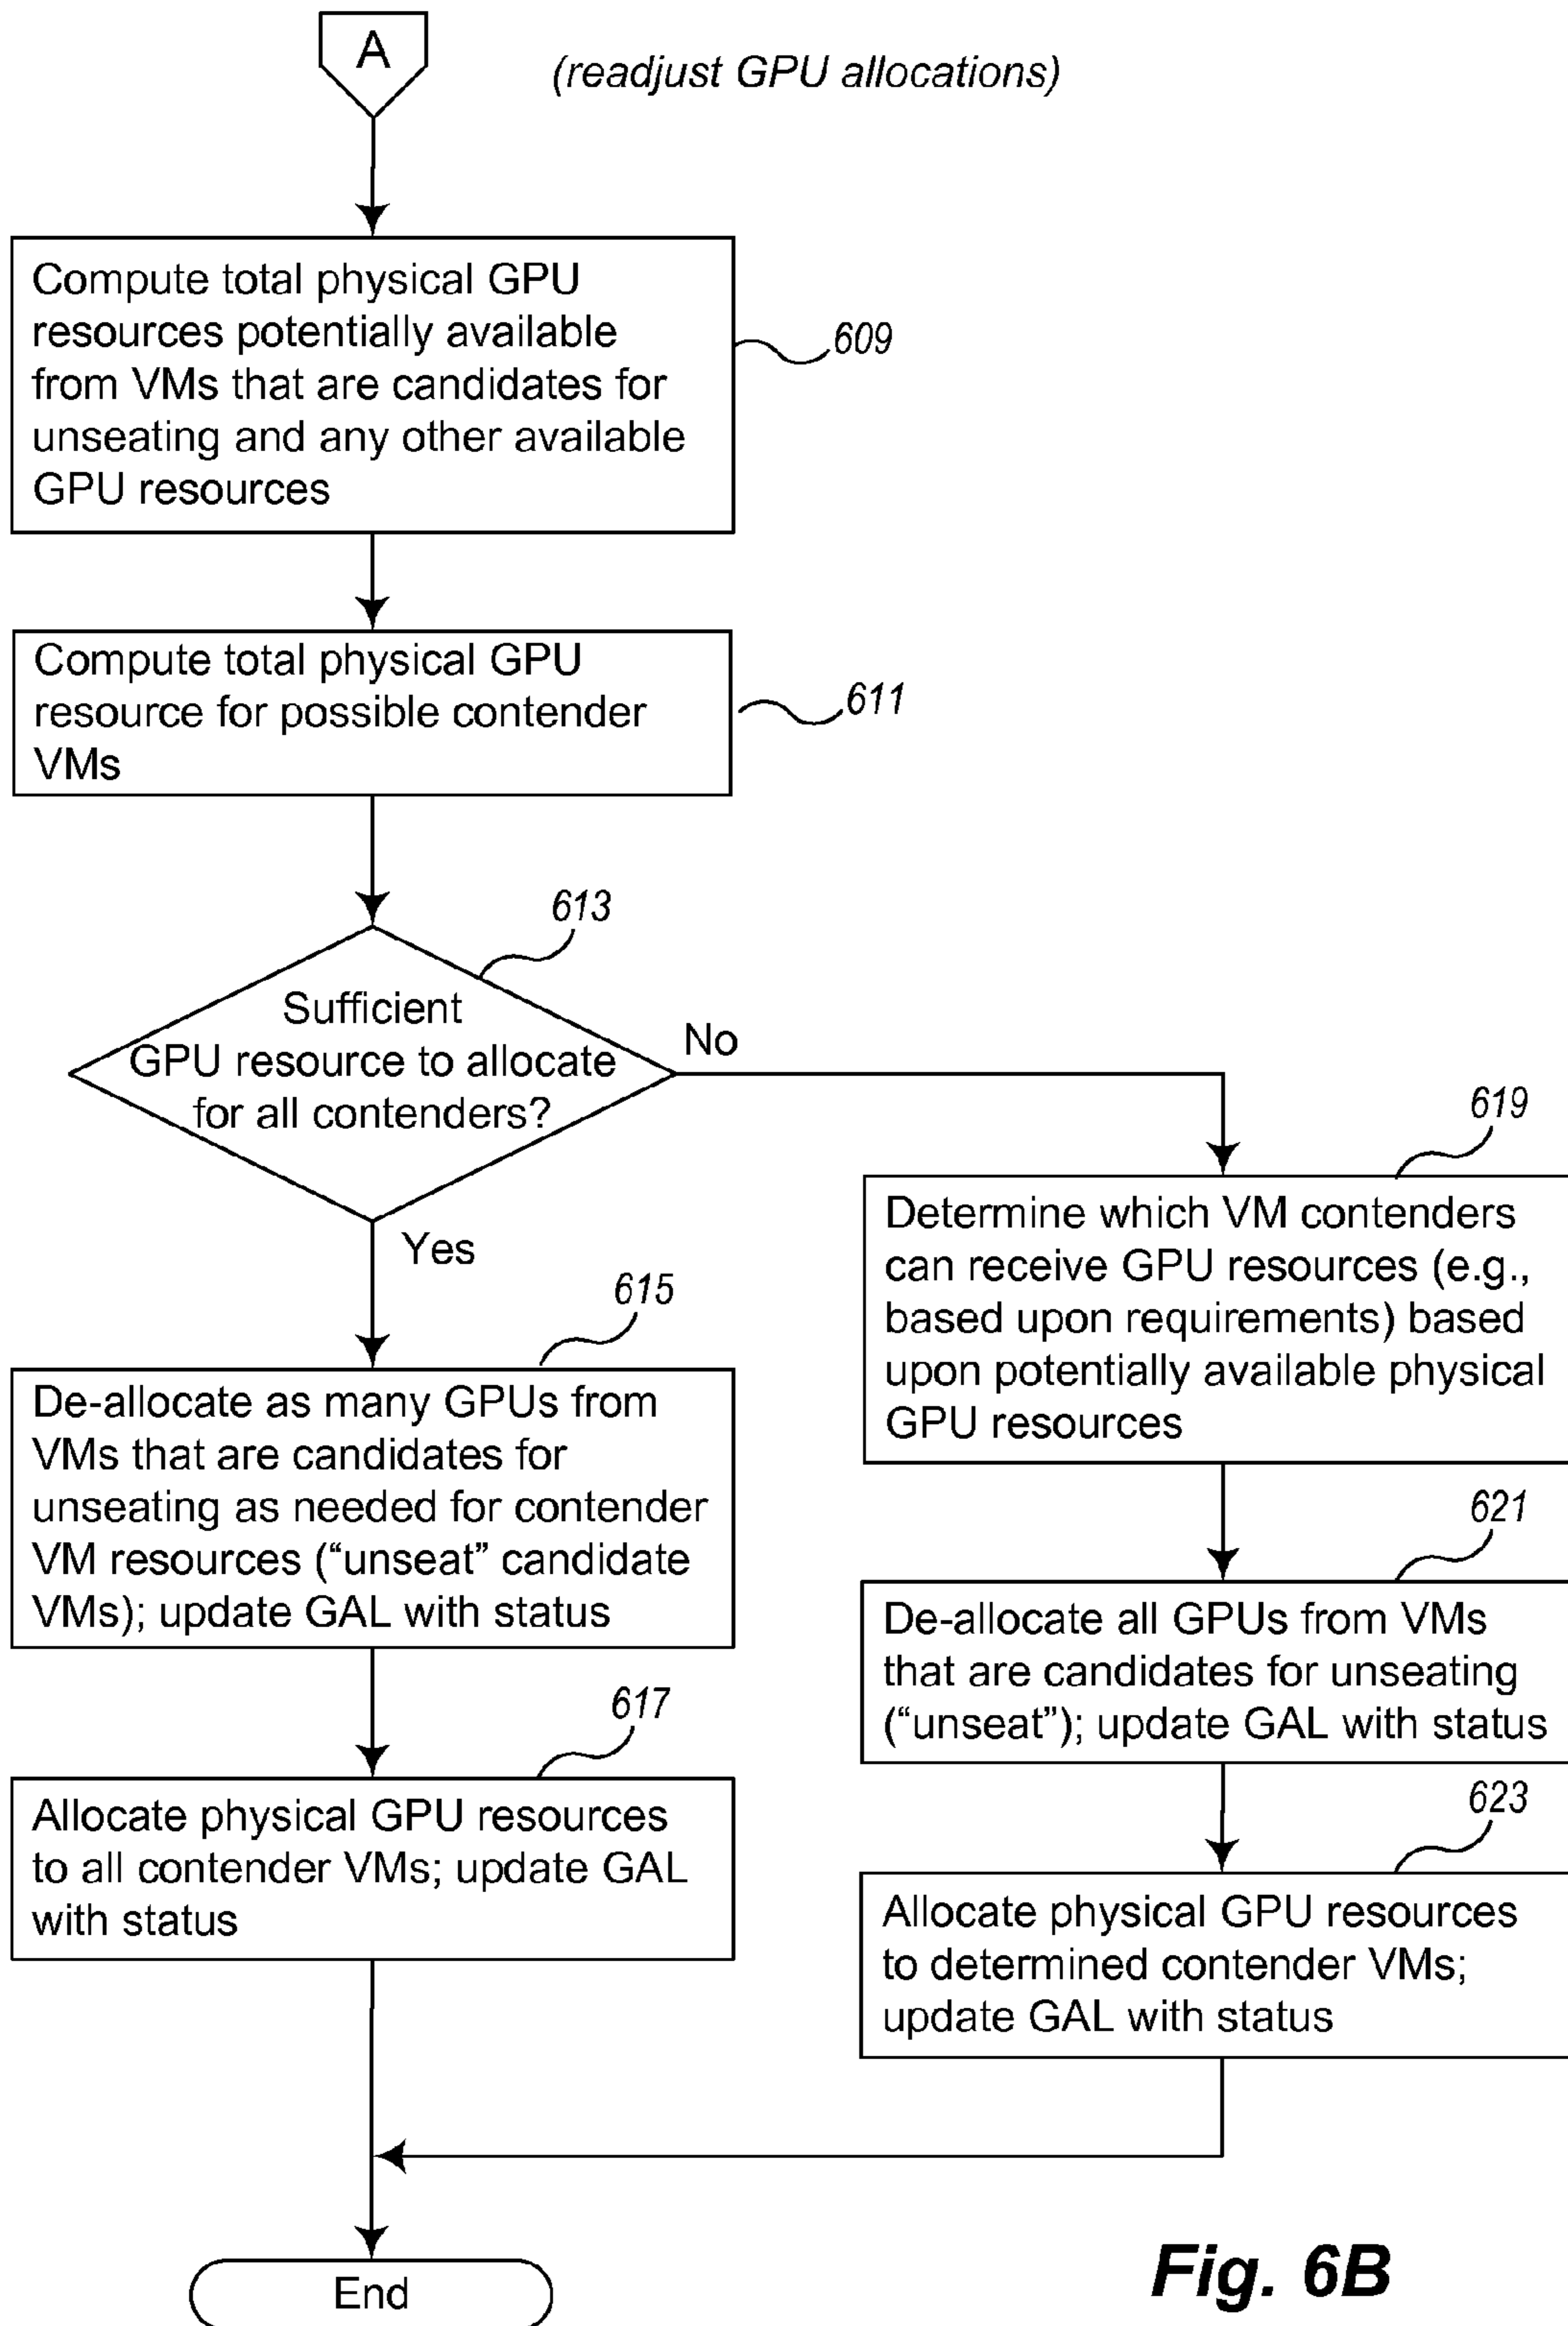 A
(readjust GPU allocations)
Compute total physical GPU
resources potentially available
from VMs that are candidates for
unseating and any other available
GPU resources
609
Compute total physical GPU
resource for possible contender
VMs
611
613
Sufficient
GPU resource to allocate
for all contenders?
No
Yes
615
De-allocate as many GPUs from
VMs that are candidates for
unseating as needed for contender
VM resources (“unseat” candidate
VMs); update GAL with status
617
Allocate physical GPU resources
to all contender VMs; update GAL
with status
619
Determine which VM contenders
can receive GPU resources (e.g.,
based upon requirements) based
upon potentially available physical
GPU resources
621
De-allocate all GPUs from VMs
that are candidates for unseating
(“unseat”); update GAL with status
623
Allocate physical GPU resources
to determined contender VMs;
update GAL with status
End
Fig. 6B